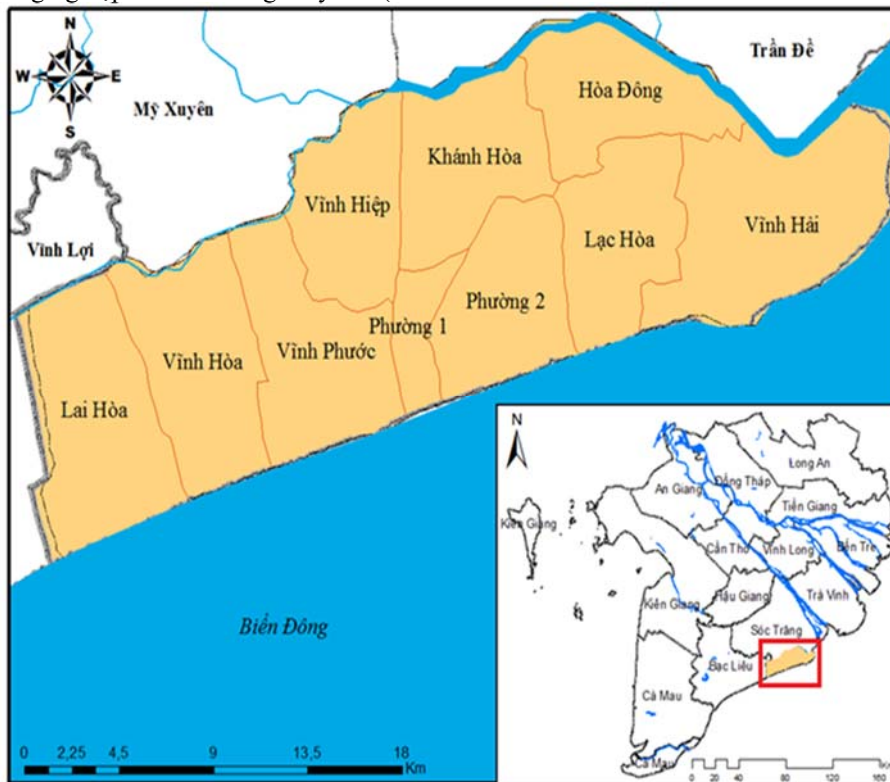 N
W E
S
Mỹ Xuyên
Trần Đề
Hòa Đông
Khánh Hòa
Vĩnh Hiệp
Vĩnh Lợi
Lạc Hòa
Vĩnh Hải
Phường 1
Phường 2
Vĩnh Phước
Vĩnh Hòa
Lai Hòa
Biển Đông
0 2,25 4,5 9 13,5 18
Km
N
Long An
Đồng Tháp
An Giang
Tiền Giang
Kiên Giang
Cần Thơ
Vĩnh Long
Bến Tre
Hậu Giang
Trà Vinh
Kiên Giang
Sóc Trăng
Bạc Liêu
Cà Mau
Cà Mau
0 20 40 80 120